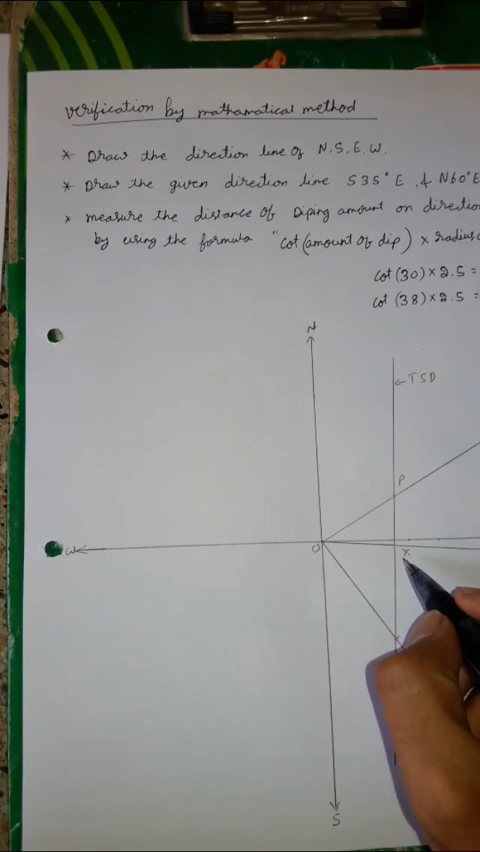 verification by mathamatical method
* Draw the direction line of N.S.E.W.
* Draw the given direction line S35°E & N60°E
* measure the distance of Diping amount on direction
by using the formula "cot(amount of dip) × radius
cot (30) × 2.5 =
cot (38) × 2.5 =
N
←TSD
P
W
O
X
S